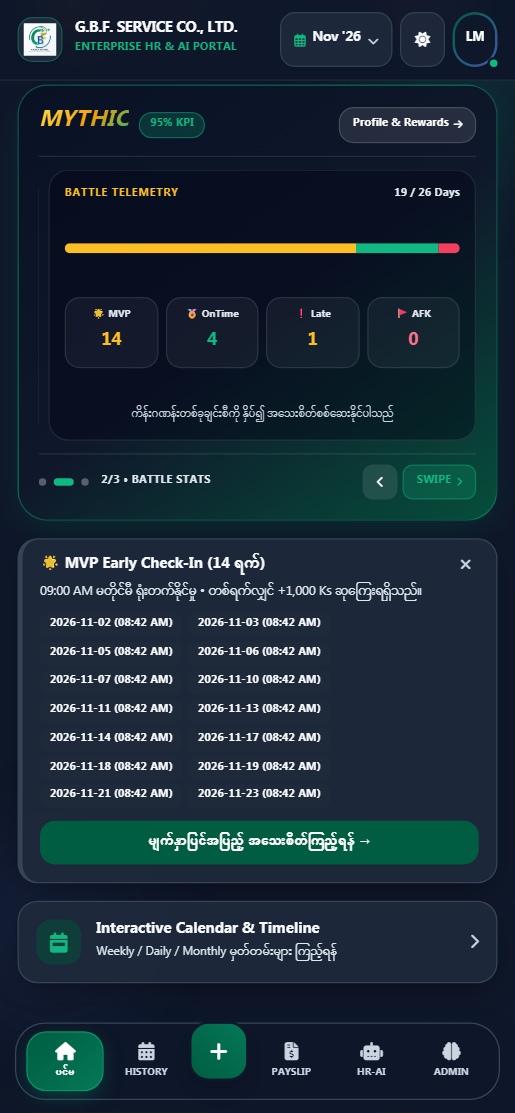 G.B.F. SERVICE CO., LTD.
ENTERPRISE HR & AI PORTAL
Nov '26
LM
MYTHIC
95% KPI
Profile & Rewards →
BATTLE TELEMETRY
19 / 26 Days
MVP
14
OnTime
4
Late
1
AFK
0
ကိန်းဂဏန်းတစ်ခုချင်းစီကို နှိပ်၍ အသေးစိတ်စစ်ဆေးနိုင်ပါသည်
2/3 • BATTLE STATS
SWIPE
MVP Early Check-In (14 ရက်)
09:00 AM မတိုင်မီ ရုံးတက်နိုင်မှု • တစ်ရက်လျှင် +1,000 Ks ဆုကြေးရရှိသည်။
2026-11-02 (08:42 AM) 2026-11-03 (08:42 AM)
2026-11-05 (08:42 AM) 2026-11-06 (08:42 AM)
2026-11-07 (08:42 AM) 2026-11-10 (08:42 AM)
2026-11-11 (08:42 AM) 2026-11-13 (08:42 AM)
2026-11-14 (08:42 AM) 2026-11-17 (08:42 AM)
2026-11-18 (08:42 AM) 2026-11-19 (08:42 AM)
2026-11-21 (08:42 AM) 2026-11-23 (08:42 AM)
မျက်နှာပြင်အပြည့် အသေးစိတ်ကြည့်ရန် →
Interactive Calendar & Timeline
Weekly / Daily / Monthly မှတ်တမ်းများ ကြည့်ရန်
ပင်မ
HISTORY
PAYSLIP
HR-AI
ADMIN